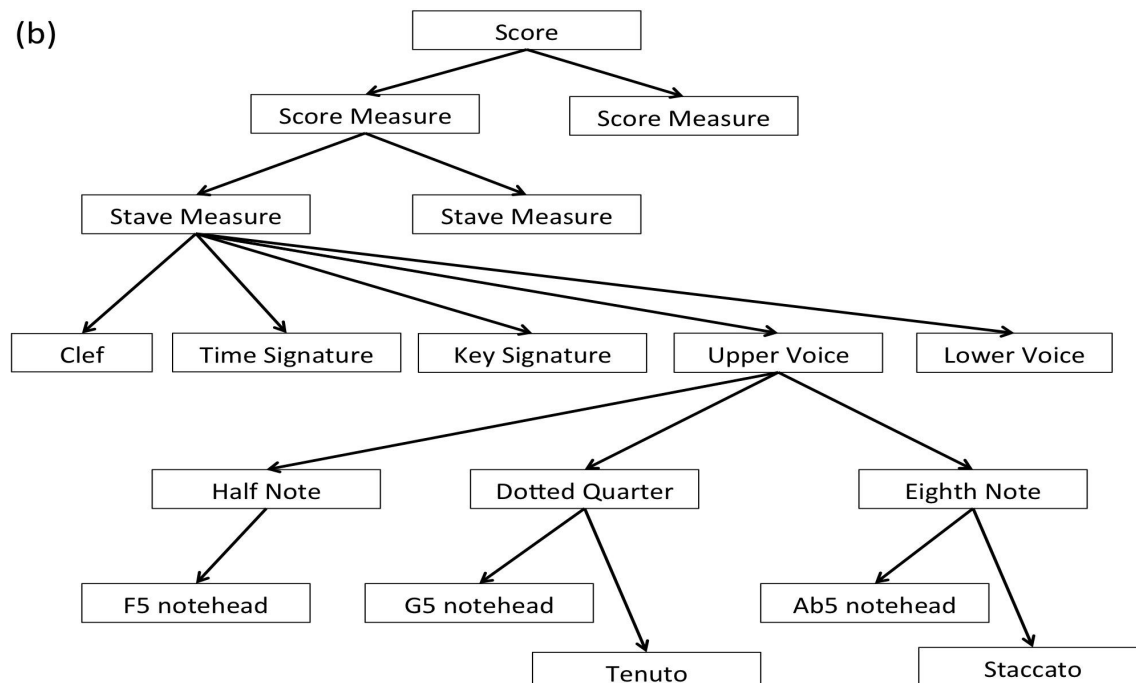 (b)
Score
Score Measure
Score Measure
Stave Measure
Stave Measure
Clef
Time Signature
Key Signature
Upper Voice
Lower Voice
Half Note
Dotted Quarter
Eighth Note
F5 notehead
G5 notehead
Ab5 notehead
Tenuto
Staccato